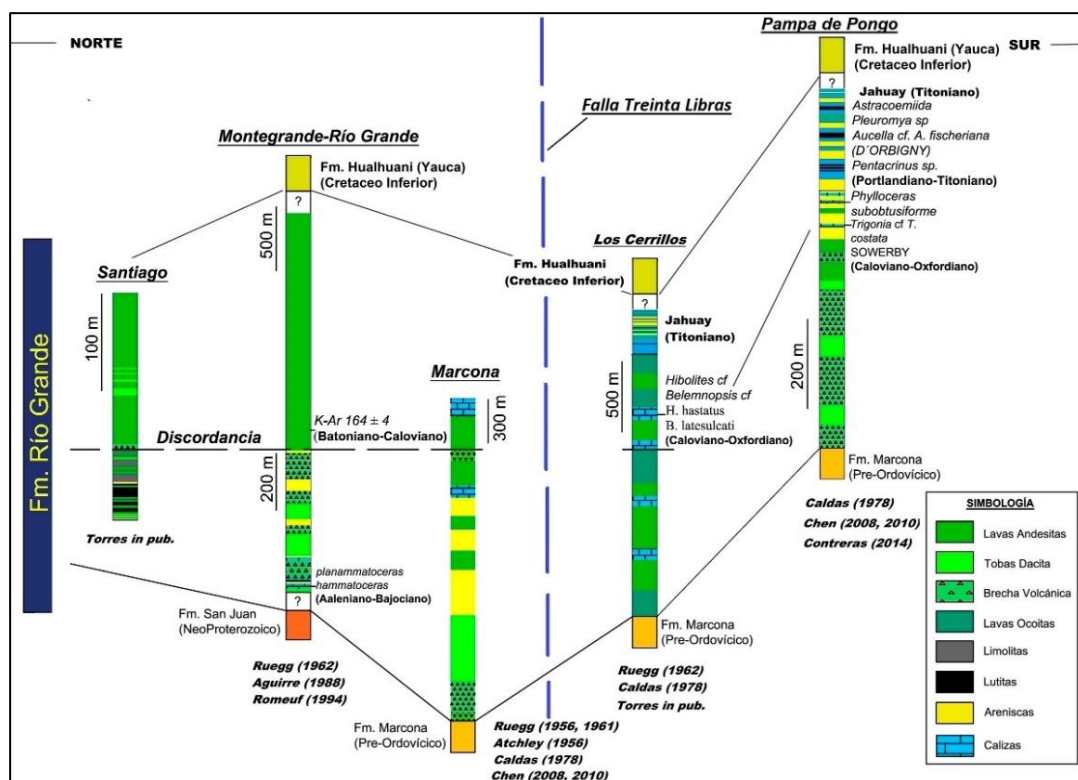 NORTE
Pampa de Pongo
SUR
Fm. Hualhuani (Yauca)
(Cretaceo Inferior)
?
Jahuay (Titoniano)
Astracoemiida
Pleuromya sp
Aucella cf. A. fischeriana
(D´ORBIGNY)
Pentacrinus sp.
(Portlandiano-Titoniano)
Phylloceras
subobtusiforme
Trigonia cf T.
costata
SOWERBY
(Caloviano-Oxfordiano)
200 m
Fm. Marcona
(Pre-Ordovícico)
Caldas (1978)
Chen (2008, 2010)
Contreras (2014)
Falla Treinta Libras
Montegrande-Río Grande
Fm. Hualhuani (Yauca)
(Cretaceo Inferior)
?
500 m
K-Ar 164 ± 4
(Batoniano-Caloviano)
Discordancia
200 m
planammatoceras
hammatoceras
(Aaleniano-Bajociano)
?
Fm. San Juan
(NeoProterozoico)
Ruegg (1962)
Aguirre (1988)
Romeuf (1994)
Fm. Río Grande
Santiago
100 m
Torres in pub.
Marcona
300 m
Fm. Marcona
(Pre-Ordovícico)
Ruegg (1956, 1961)
Atchley (1956)
Caldas (1978)
Chen (2008, 2010)
Los Cerrillos
Fm. Hualhuani
(Cretaceo Inferior)
?
Jahuay
(Titoniano)
500 m
Hibolites cf
Belemnopsis cf
H. hastatus
B. latesulcati
(Caloviano-Oxfordiano)
Fm. Marcona
(Pre-Ordovícico)
Ruegg (1962)
Caldas (1978)
Torres in pub.
SIMBOLOGÍA
Lavas Andesitas
Tobas Dacita
Brecha Volcánica
Lavas Ocoitas
Limolitas
Lutitas
Areniscas
Calizas